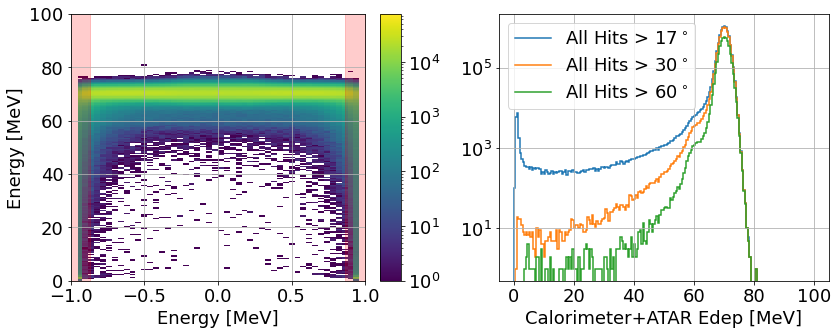 100
80
60
40
20
0
Energy [MeV]
−1.0 −0.5 0.0 0.5 1.0
Energy [MeV]
10⁴
10³
10²
10¹
10⁰
All Hits > 17°
All Hits > 30°
All Hits > 60°
10⁵
10³
10¹
0 20 40 60 80 100
Calorimeter+ATAR Edep [MeV]